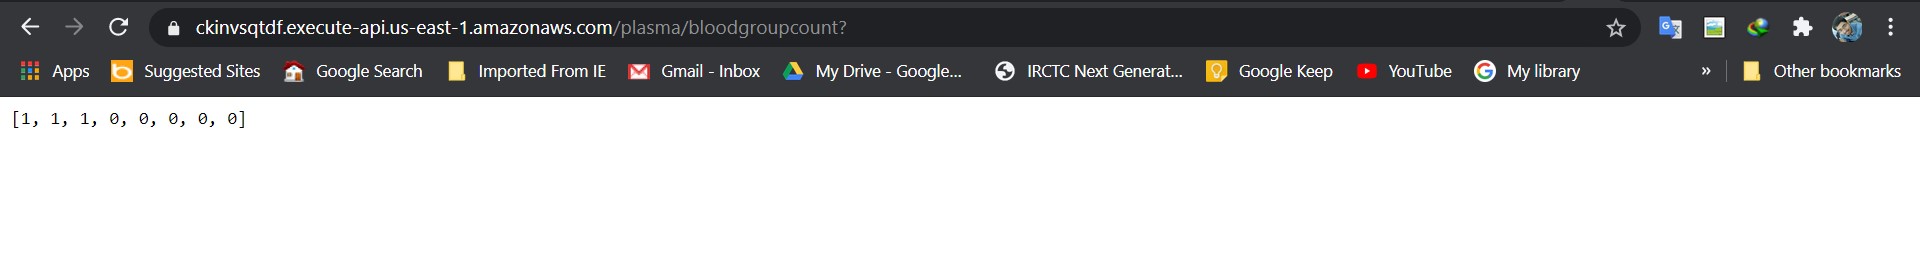 ckinvsqtdf.execute-api.us-east-1.amazonaws.com/plasma/bloodgroupcount?
Apps Suggested Sites Google Search Imported From IE Gmail - Inbox My Drive - Google... IRCTC Next Generat... Google Keep YouTube My library » Other bookmarks
[1, 1, 1, 0, 0, 0, 0, 0]